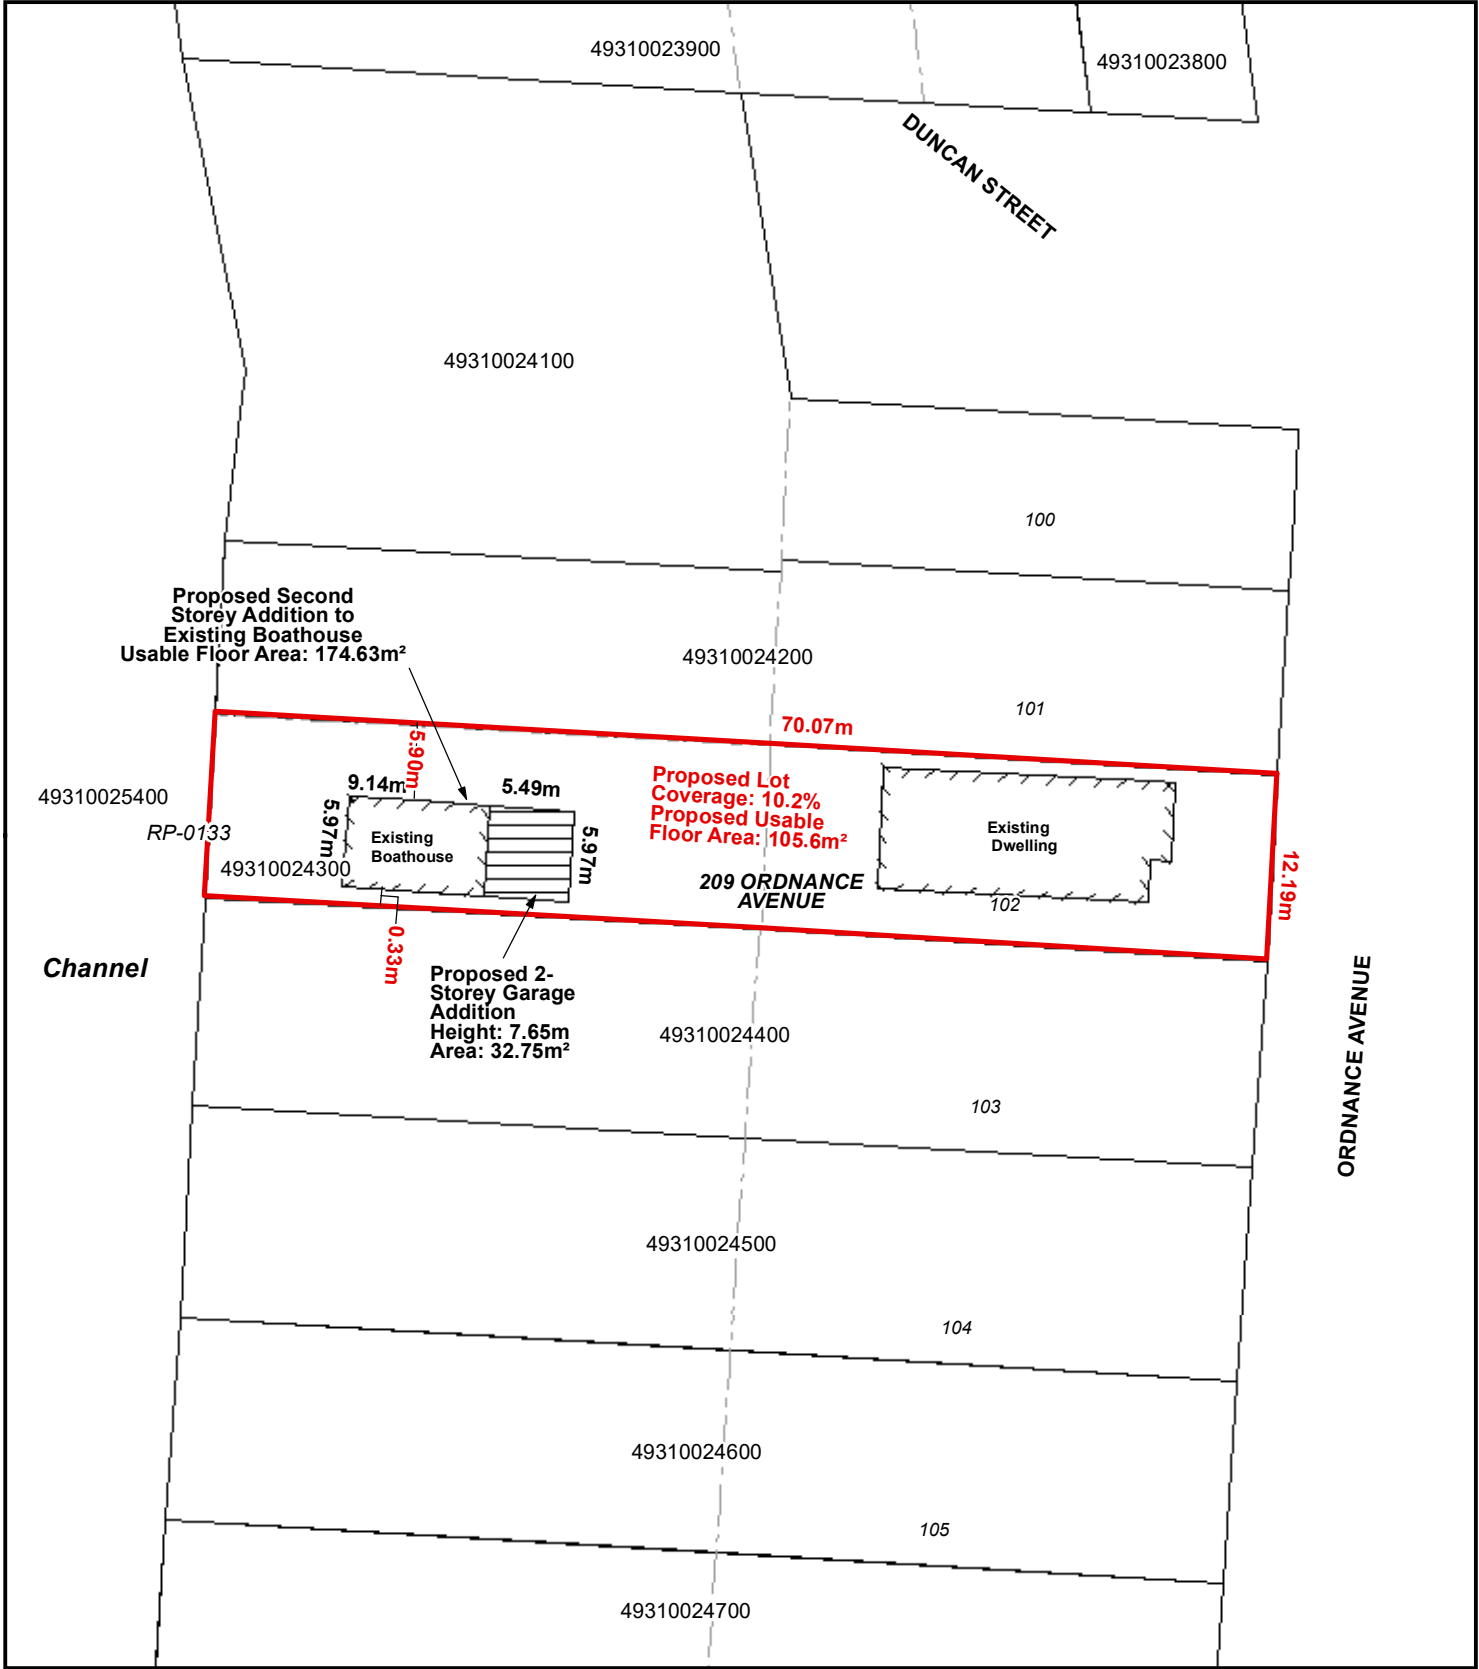 49310023900
49310023800
DUNCAN STREET
49310024100
100
Proposed Second
Storey Addition to
Existing Boathouse
Usable Floor Area: 174.63m²
49310024200
101
70.07m
5.90m
9.14m
5.49m
Proposed Lot
Coverage: 10.2%
Proposed Usable
Floor Area: 105.6m²
49310025400
RP-0133
5.97m
Existing
Boathouse
5.97m
Existing
Dwelling
49310024300
209 ORDNANCE
AVENUE
102
12.19m
0.33m
Channel
Proposed 2-
Storey Garage
Addition
Height: 7.65m
Area: 32.75m²
49310024400
ORDNANCE AVENUE
103
49310024500
104
49310024600
105
49310024700